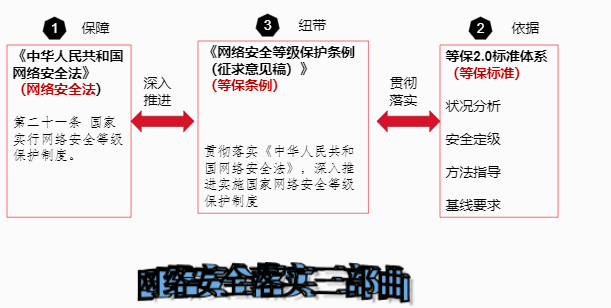 1 保障
3 纽带
2 依据
《中华人民共和国
网络安全法》
（网络安全法）
第二十一条 国家
实行网络安全等级
保护制度。
深入
推进
《网络安全等级保护条例
（征求意见稿）》
（等保条例）
贯彻落实《中华人民共和
国网络安全法》，深入推
进实施国家网络安全等级
保护制度
贯彻
落实
等保2.0标准体系
（等保标准）
状况分析
安全定级
方法指导
基线要求
网络安全落实三部曲